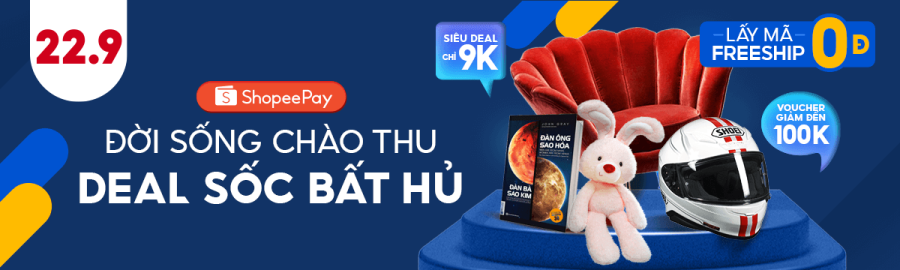 22.9
ShopeePay
ĐỜI SỐNG CHÀO THU
DEAL SỐC BẤT HỦ
SIÊU DEAL
CHỈ 9K
LẤY MÃ
FREESHIP
0Đ
VOUCHER
GIẢM ĐẾN
100K
ĐÀN ÔNG
SAO HỎA
ĐÀN BÀ
SAO KIM
SHOEI